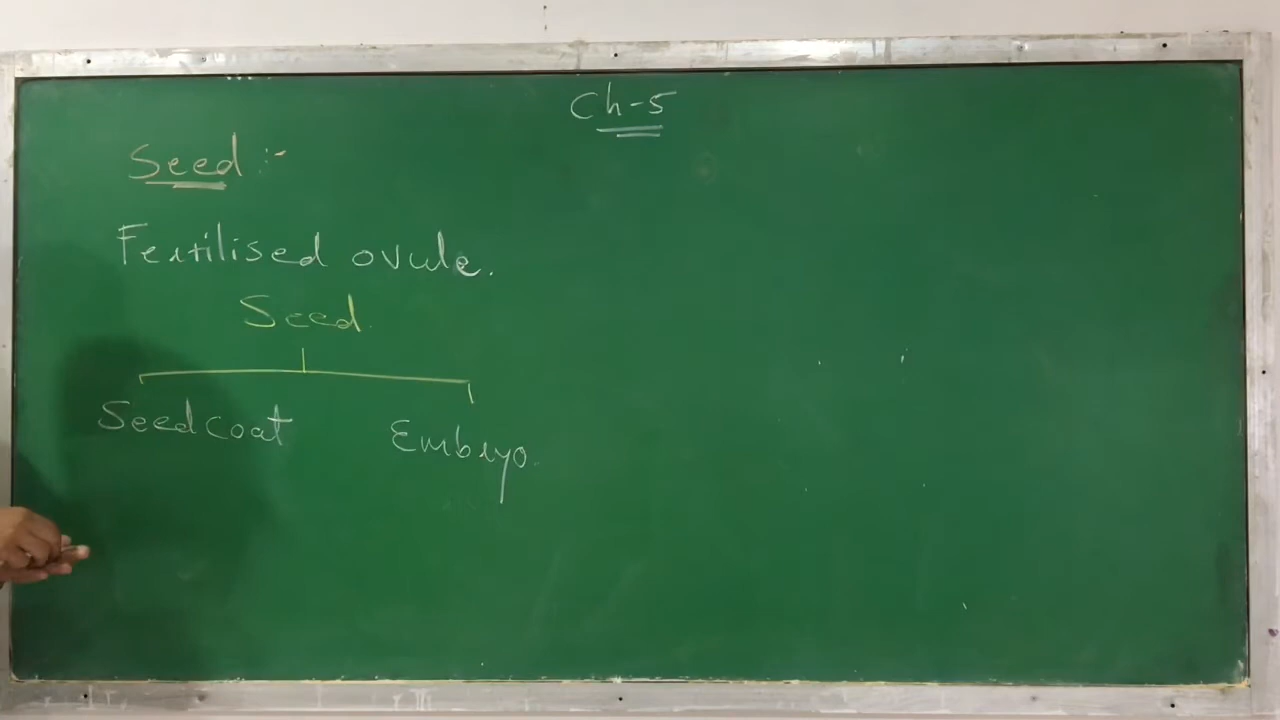 Ch-5
Seed :-
Fertilised ovule.
Seed.
Seedcoat Embryo.